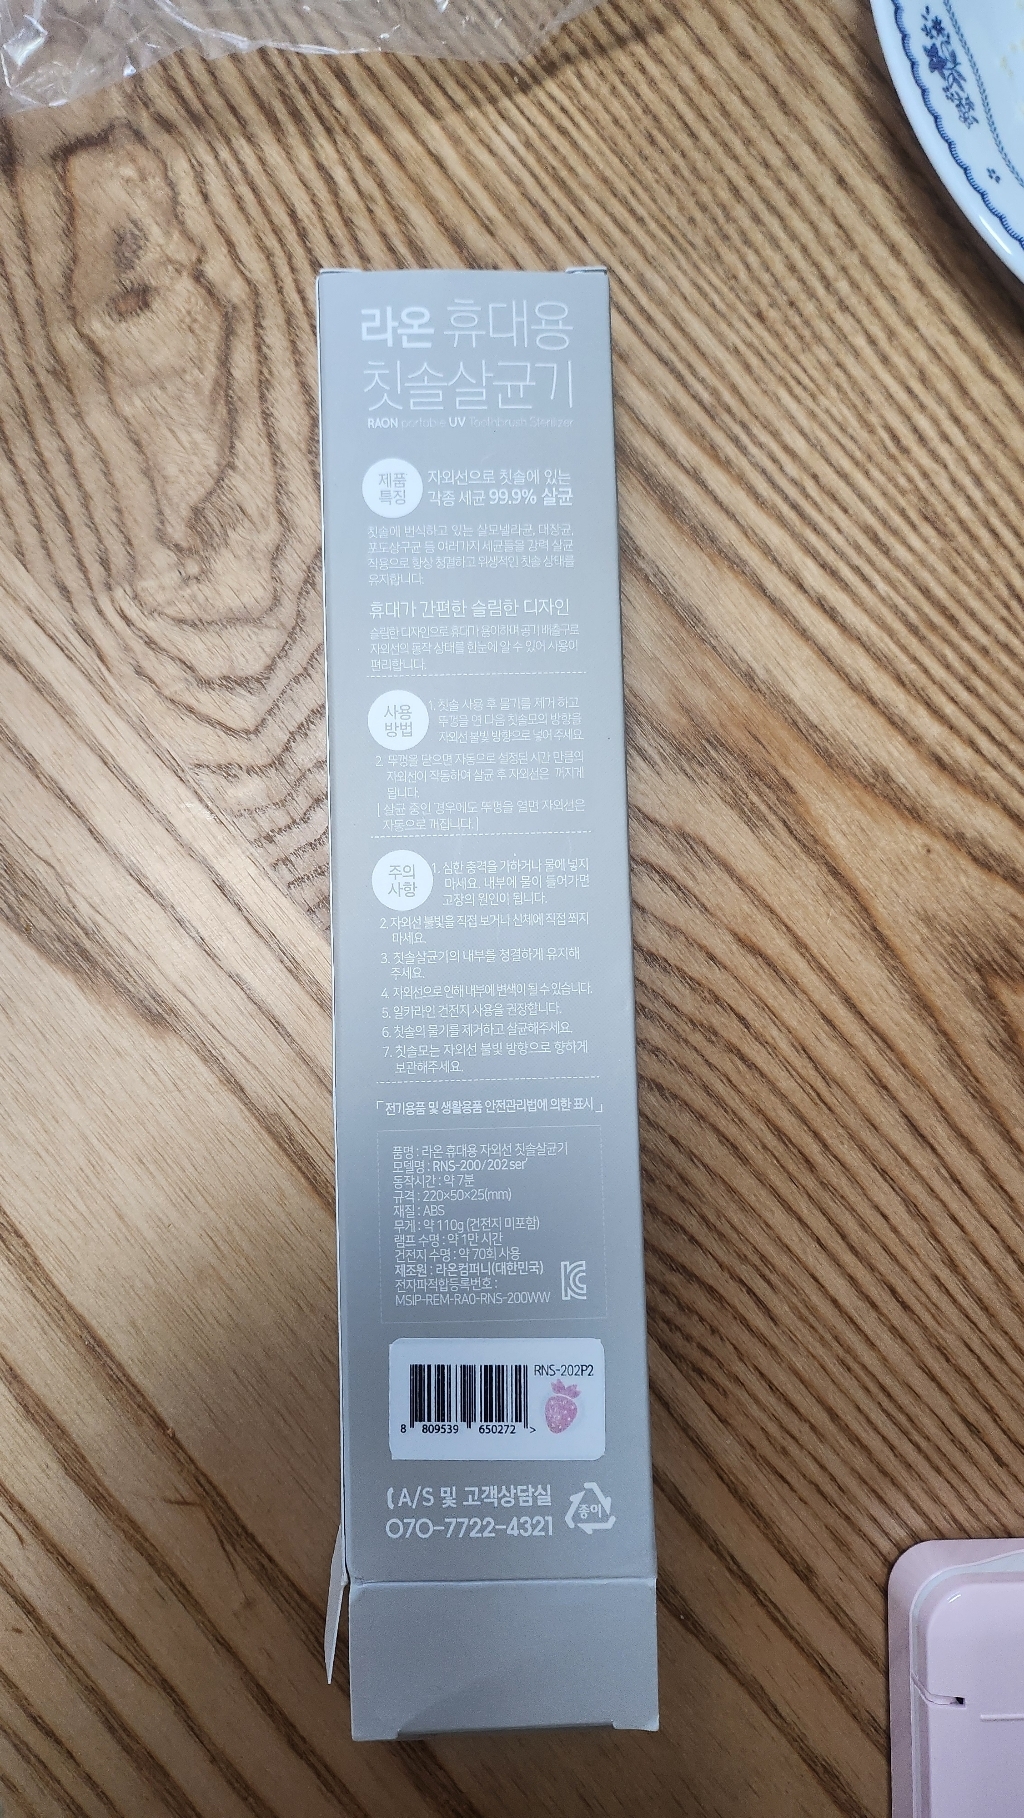 라온 휴대용
칫솔살균기
RAON portable UV Toothbrush Sterilizer
제품
특징
자외선으로 칫솔에 있는
각종 세균 99.9% 살균
칫솔에 번식하고 있는 살모넬라균, 대장균,
포도상구균 등 여러가지 세균들을 강력 살균
작용으로 항상 청결하고 위생적인 칫솔 상태를
유지합니다.
휴대가 간편한 슬림한 디자인
슬림한 디자인으로 휴대가 용이하며 공기 배출구로
자외선의 동작 상태를 한눈에 알 수 있어 사용이
편리합니다.
사용
방법
1. 칫솔 사용 후 물기를 제거 하고
뚜껑을 연 다음 칫솔모의 방향을
자외선 불빛 방향으로 넣어 주세요.
2. 뚜껑을 닫으면 자동으로 설정된 시간 만큼의
자외선이 작동하여 살균 후 자외선은 꺼지게
됩니다.
[ 살균 중인 경우에도 뚜껑을 열면 자외선은
자동으로 꺼집니다.]
주의
사항
1. 심한 충격을 가하거나 물에 넣지
마세요. 내부에 물이 들어가면
고장의 원인이 됩니다.
2. 자외선 불빛을 직접 보거나 신체에 직접 쪼지
마세요.
3. 칫솔살균기의 내부를 청결하게 유지해
주세요.
4. 자외선으로 인해 내부에 변색이 될 수 있습니다.
5. 알카라인 건전지 사용을 권장합니다.
6. 칫솔의 물기를 제거하고 살균해주세요.
7. 칫솔모는 자외선 불빛 방향으로 향하게
보관해주세요.
「전기용품 및 생활용품 안전관리법에 의한 표시」
품명 : 라온 휴대용 자외선 칫솔살균기
모델명 : RNS-200/202 ser'
동작시간 : 약 7분
규격 : 220×50×25(mm)
재질 : ABS
무게 : 약 110g (건전지 미포함)
램프 수명 : 약 1만 시간
건전지 수명 : 약 70회 사용
제조원 : 라온컴퍼니(대한민국)
전자파적합등록번호 :
MSIP-REM-RA0-RNS-200WW
RNS-202P2
8 809539 650272 >
A/S 및 고객상담실
070-7722-4321
종이